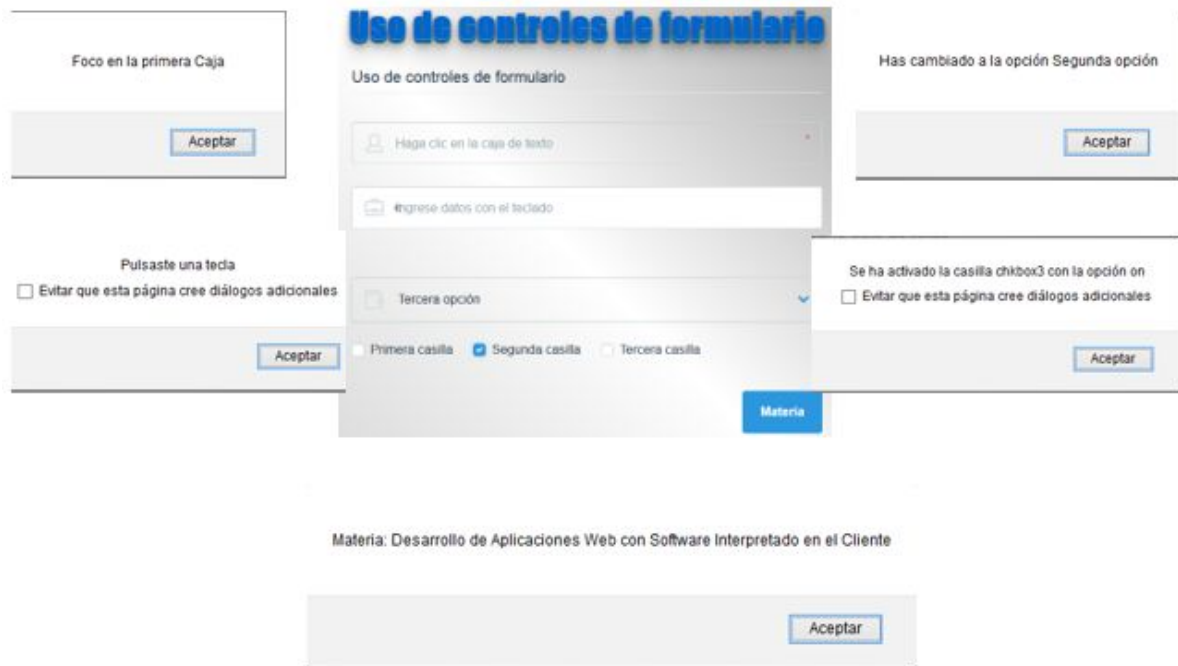 Uso de controles de formulario
Foco en la primera Caja
Aceptar
Uso de controles de formulario
Haga clic en la caja de texto
*
Ingrese datos con el teclado
Has cambiado a la opción Segunda opción
Aceptar
Pulsaste una tecla
Evitar que esta página cree diálogos adicionales
Aceptar
Tercera opción
Primera casilla
Segunda casilla
Tercera casilla
Materia
Se ha activado la casilla chkbox3 con la opción on
Evitar que esta página cree diálogos adicionales
Aceptar
Materia: Desarrollo de Aplicaciones Web con Software Interpretado en el Cliente
Aceptar